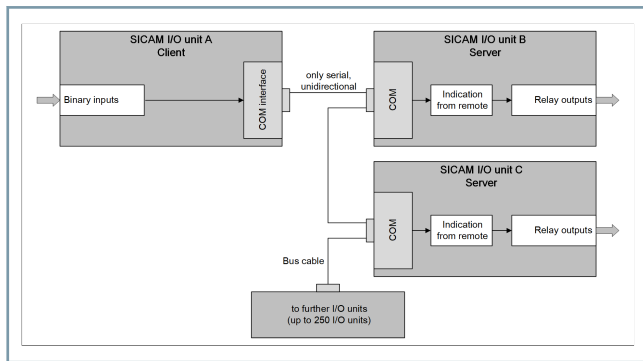 SICAM I/O unit A
Client
Binary inputs
COM interface
only serial,
unidirectional
SICAM I/O unit B
Server
COM
Indication
from remote
Relay outputs
SICAM I/O unit C
Server
COM
Indication
from remote
Relay outputs
Bus cable
to further I/O units
(up to 250 I/O units)